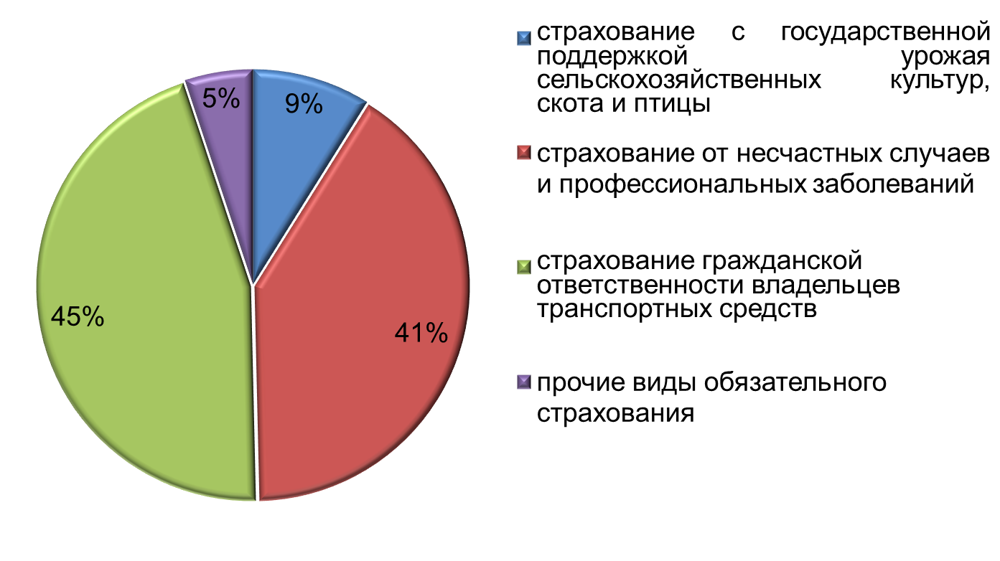 страхование с государственной
поддержкой урожая
сельскохозяйственных культур,
скота и птицы
5%
9%
страхование от несчастных случаев
и профессиональных заболеваний
страхование гражданской
ответственности владельцев
транспортных средств
45%
41%
прочие виды обязательного
страхования